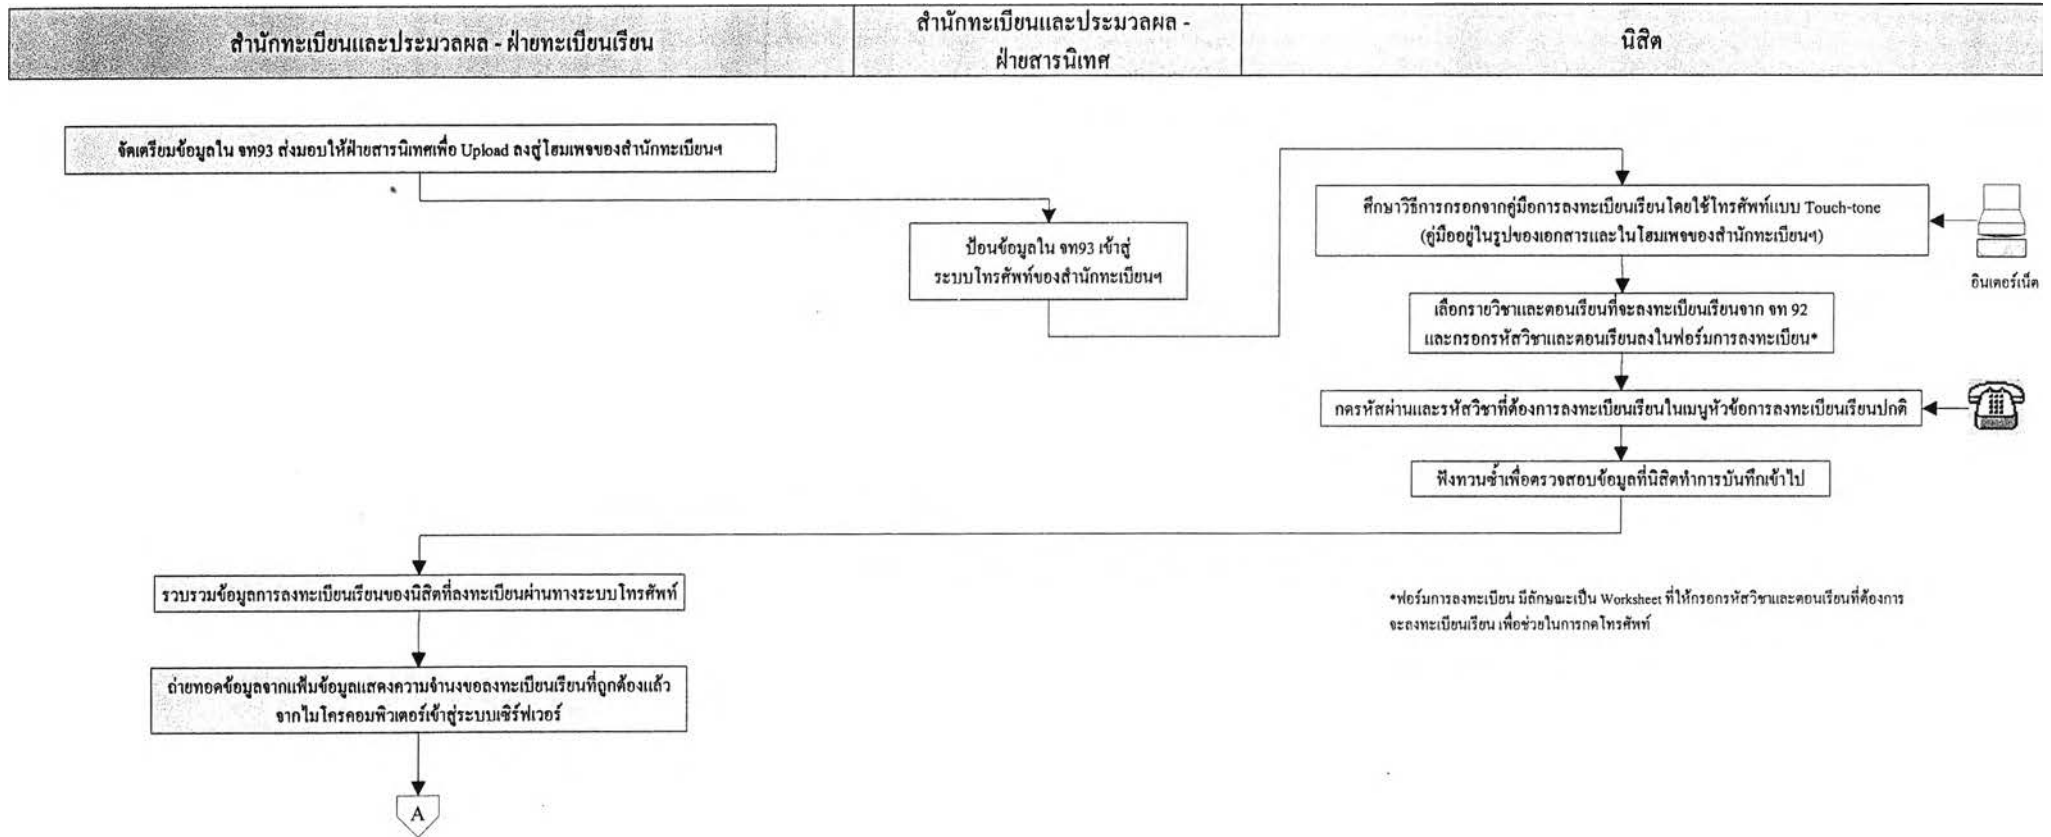 สำนักทะเบียนและประมวลผล - ฝ่ายทะเบียนเรียน
สำนักทะเบียนและประมวลผล -
ฝ่ายสารนิเทศ
นิสิต
จัดเตรียมข้อมูลใน จท93 ส่งมอบให้ฝ่ายสารนิเทศเพื่อ Upload ลงสู่โฮมเพจของสำนักทะเบียนฯ
ป้อนข้อมูลใน จท93 เข้าสู่
ระบบโทรศัพท์ของสำนักทะเบียนฯ
ศึกษาวิธีการกรอกจากคู่มือการลงทะเบียนเรียนโดยใช้โทรศัพท์แบบ Touch-tone
(คู่มืออยู่ในรูปของเอกสารและในโฮมเพจของสำนักทะเบียนฯ)
อินเตอร์เน็ต
เลือกรายวิชาและตอนเรียนที่จะลงทะเบียนเรียนจาก จท 92
และกรอกรหัสวิชาและตอนเรียนลงในฟอร์มการลงทะเบียน*
กดรหัสผ่านและรหัสวิชาที่ต้องการลงทะเบียนเรียนในเมนูหัวข้อการลงทะเบียนเรียนปกติ
ฟังทวนซ้ำเพื่อตรวจสอบข้อมูลที่นิสิตทำการบันทึกเข้าไป
รวบรวมข้อมูลการลงทะเบียนเรียนของนิสิตที่ลงทะเบียนผ่านทางระบบโทรศัพท์
*ฟอร์มการลงทะเบียน มีลักษณะเป็น Worksheet ที่ให้กรอกรหัสวิชาและตอนเรียนที่ต้องการ
จะลงทะเบียนเรียน เพื่อช่วยในการกดโทรศัพท์
ถ่ายทอดข้อมูลจากแฟ้มข้อมูลแสดงความจำนงขอลงทะเบียนเรียนที่ถูกต้องแล้ว
จากไมโครคอมพิวเตอร์เข้าสู่ระบบเซิร์ฟเวอร์
A